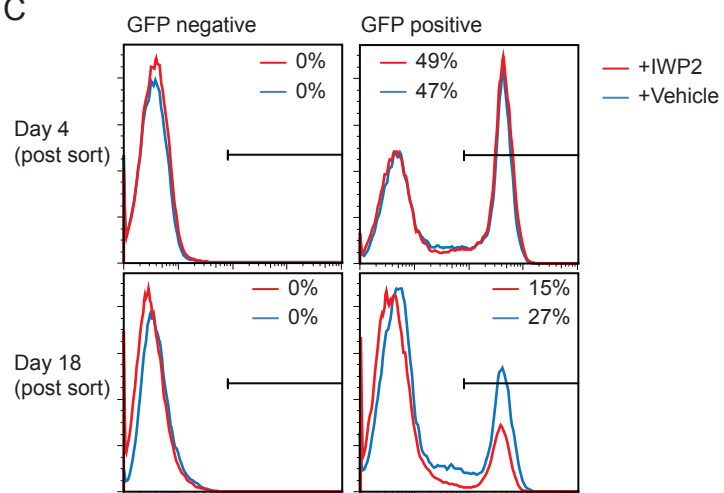 C
GFP negative
GFP positive
0%
0%
49%
47%
+IWP2
+Vehicle
Day 4
(post sort)
0%
0%
15%
27%
Day 18
(post sort)